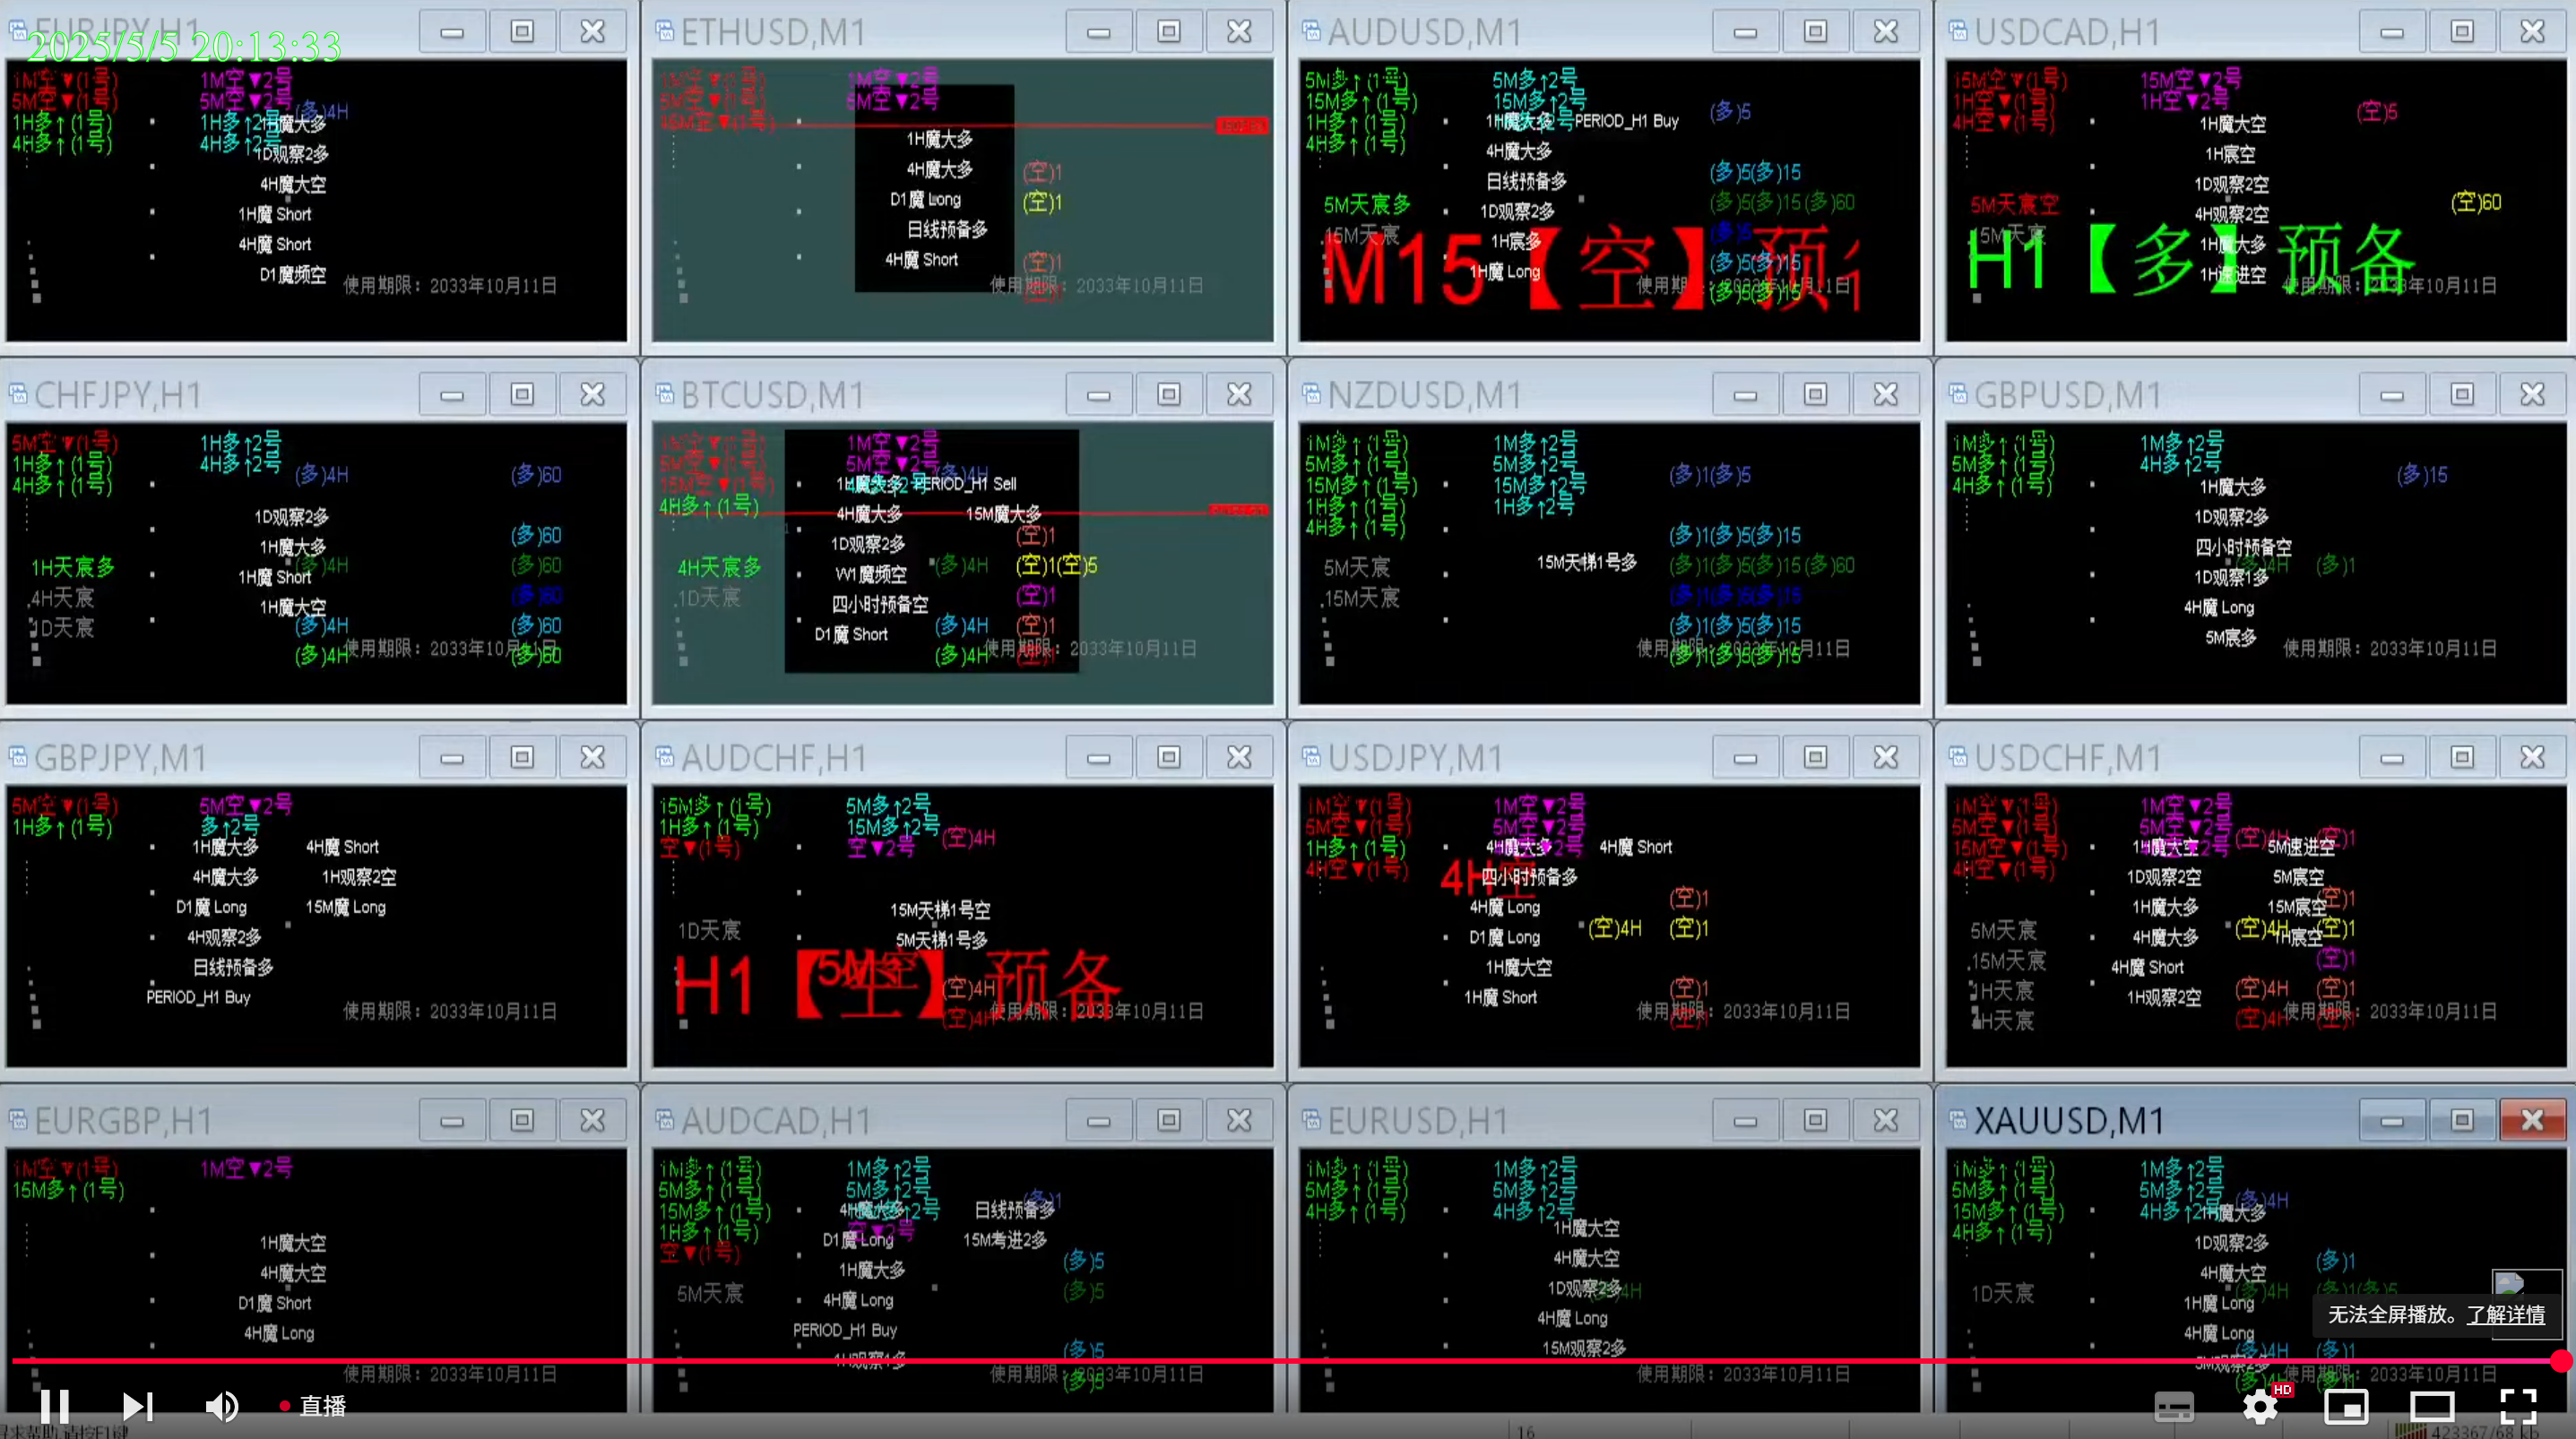 EURJPY,H1
2025/5/5 20:13:33
1M空▼(1号) 1M空▼2号
5M空▼(1号) 5M空▼2号
(多)4H
1H多↑(1号) 1H多↑2号 1H魔大多
4H多↑(1号) 4H多↑2号
1D观察2多
4H魔大空
1H魔 Short
4H魔 Short
D1魔频空
使用期限：2033年10月11日
ETHUSD,M1
1M空▼(1号) 1M空▼2号
5M空▼(1号) 5M空▼2号
15M空▼(1号)
1H魔大多
4H魔大多 (空)1
D1魔 Long (空)1
日线预备多
4H魔 Short (空)1
使用期限：2033年10月11日
AUDUSD,M1
5M多↑(1号) 5M多↑2号
15M多↑(1号) 15M多↑2号 (多)5
1H多↑(1号) 1H魔大多 PERIOD_H1 Buy
4H多↑(1号) 4H魔大多
日线预备多 (多)5(多)15
5M天宸多 1D观察2多 (多)5(多)15(多)60
15M天宸 1H宸多 (多)5
M15【空】预
1H魔 Long (多)5(多)15
(多)5(多)15
USDCAD,H1
15M空▼(1号) 15M空▼2号
1H空▼(1号) 1H空▼2号 (空)5
4H空▼(1号) 1H魔大空
1H宸空
1D观察2空
5M天宸空 4H观察2空 (空)60
15M天宸 1H魔大多
H1【多】预备
1H速进空
使用期限：2033年10月11日
CHFJPY,H1
5M空▼(1号) 1H多↑2号
1H多↑(1号) 4H多↑2号
4H多↑(1号) (多)4H (多)60
1D观察2多 (多)60
1H魔大多
1H天宸多 (多)4H (多)60
1H魔 Short
4H天宸 (多)60
1H魔大空
1D天宸 (多)4H (多)60
(多)4H (多)60
使用期限：2033年10月11日
BTCUSD,M1
1M空▼(1号) 1M空▼2号
5M空▼(1号) 5M空▼2号
15M空▼(1号) (多)4H
1H魔大多 PERIOD_H1 Sell
4H多↑(1号) 4H魔大多 15M魔大多
1D观察2多 (空)1
4H天宸多 W1魔频空 (多)4H (空)1(空)5
1D天宸 四小时预备空 (空)1
D1魔 Short (多)4H (空)1
(多)4H
使用期限：2033年10月11日
NZDUSD,M1
1M多↑(1号) 1M多↑2号
5M多↑(1号) 5M多↑2号
15M多↑(1号) 15M多↑2号 (多)1(多)5
1H多↑(1号) 1H多↑2号
4H多↑(1号) (多)1(多)5(多)15
5M天宸 15M天梯1号多 (多)1(多)5(多)15(多)60
15M天宸 (多)1(多)5(多)15
(多)1(多)5(多)15
(多)1(多)5(多)15
使用期限：2033年10月11日
GBPUSD,M1
1M多↑(1号) 1M多↑2号
5M多↑(1号) 4H多↑2号
4H多↑(1号) 1H魔大多 (多)15
1D观察2多
四小时预备空
(多)4H (多)1
1D观察1多
4H魔 Long
5M宸多
使用期限：2033年10月11日
GBPJPY,M1
5M空▼(1号) 5M空▼2号
1H多↑(1号) 多↑2号
1H魔大多 4H魔 Short
4H魔大多 1H观察2空
D1魔 Long 15M魔 Long
4H观察2多
日线预备多
PERIOD_H1 Buy
使用期限：2033年10月11日
AUDCHF,H1
15M多↑(1号) 5M多↑2号
1H多↑(1号) 15M多↑2号
空▼(1号) 空▼2号 (空)4H
15M天梯1号空
1D天宸 5M天梯1号多
H1【空】预备
5M空
(空)4H
(空)4H
使用期限：2033年10月11日
USDJPY,M1
1M空▼(1号) 1M空▼2号
5M空▼(1号) 5M空▼2号
1H多↑(1号) 4H魔大多 4H魔 Short
4H空▼(1号) 4H空 四小时预备多
4H魔 Long (空)1
D1魔 Long (空)4H (空)1
1H魔大空
1H魔 Short (空)1
使用期限：2033年10月11日
USDCHF,M1
1M空▼(1号) 1M空▼2号
5M空▼(1号) 5M空▼2号
(空)4H (空)1
15M空▼(1号) 1H魔大空 5M速进空
4H空▼(1号) 1D观察2空 5M宸空
1H魔大多 15M宸空 (空)1
5M天宸 4H魔大多 (空)4H 1H宸空 (空)1
15M天宸 4H魔 Short (空)1
1H天宸 1H观察2空 (空)4H (空)1
4H天宸 (空)4H (空)1
使用期限：2033年10月11日
EURGBP,H1
1M空▼(1号) 1M空▼2号
15M多↑(1号)
1H魔大空
4H魔大空
D1魔 Short
4H魔 Long
使用期限：2033年10月11日
AUDCAD,H1
1M多↑(1号) 1M多↑2号
5M多↑(1号) 5M多↑2号
15M多↑(1号) 4H魔大多 日线预备多 (多)1
1H多↑(1号) 空▼2号
空▼(1号) D1魔 Long 15M考进2多
1H魔大多 (多)5
5M天宸 4H魔 Long (多)5
PERIOD_H1 Buy
1H观察1多 (多)5
(多)5
使用期限：2033年10月11日
EURUSD,H1
1M多↑(1号) 1M多↑2号
5M多↑(1号) 5M多↑2号
4H多↑(1号) 4H多↑2号
1H魔大空
4H魔大空
1D观察2多
4H魔 Long
15M观察2多
使用期限：2033年10月11日
XAUUSD,M1
1M多↑(1号) 1M多↑2号
5M多↑(1号) 5M多↑2号
(多)4H
15M多↑(1号) 4H多↑2号 1H魔大多
4H多↑(1号) 1D观察2多
4H魔大空 (多)1
1D天宸 (多)4H (多)1(多)5
1H魔 Long
4H魔 Long
(多)4H (多)1
5M观察2多
使用期限：2033年10月11日
无法全屏播放。了解详情
直播
HD
16